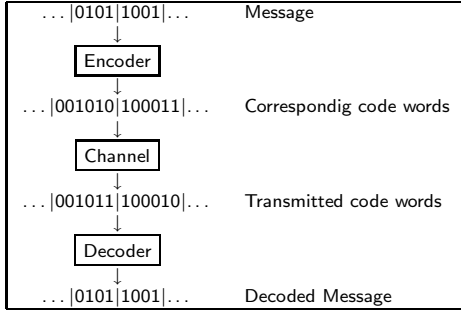 ...|0101|1001|... Message
↓
Encoder
↓
...|001010|100011|... Correspondig code words
↓
Channel
↓
...|001011|100010|... Transmitted code words
↓
Decoder
↓
...|0101|1001|... Decoded Message